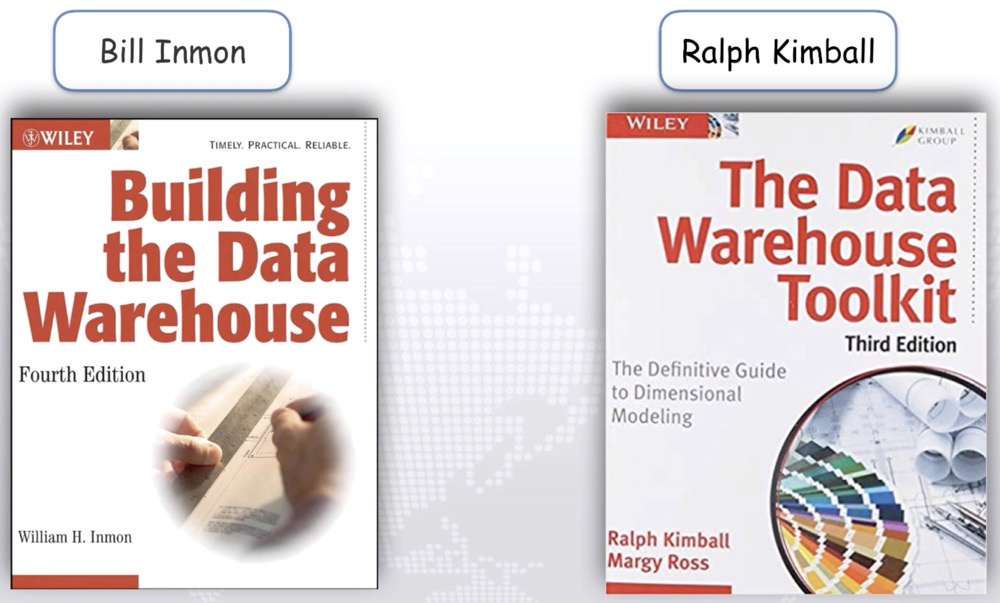 Bill Inmon
WILEY
TIMELY. PRACTICAL. RELIABLE.
Building
the Data
Warehouse
Fourth Edition
William H. Inmon
Ralph Kimball
WILEY
KIMBALL
GROUP
The Data
Warehouse
Toolkit
Third Edition
The Definitive Guide
to Dimensional
Modeling
Ralph Kimball
Margy Ross